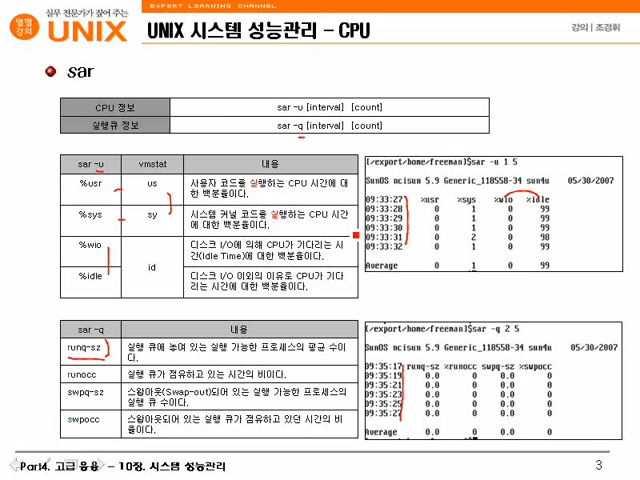 EXPERT LEARNING CHANNEL
열혈강의
실무 전문가가 짚어 주는
UNIX
UNIX 시스템 성능관리 – CPU
강의 | 조경휘
sar
CPU 정보 sar -u [interval] [count]
실행큐 정보 sar -q [interval] [count]
sar -u vmstat 내용
%usr us 사용자 코드를 실행하는 CPU 시간에 대
한 백분율이다.
%sys sy 시스템 커널 코드를 실행하는 CPU 시간
에 대한 백분율이다.
%wio 디스크 I/O에 의해 CPU가 기다리는 시
간(Idle Time)에 대한 백분율이다.
id
%idle 디스크 I/O 이외의 이유로 CPU가 기다
리는 시간에 대한 백분율이다.
[/export/home/freeman]$sar -u 1 5
SunOS ncisun 5.9 Generic_118558-34 sun4u 05/30/2007
09:33:27 %usr %sys %wio %idle
09:33:28 0 1 0 99
09:33:29 0 1 0 99
09:33:30 0 1 0 99
09:33:31 0 2 0 98
09:33:32 0 1 0 99
Average 0 1 0 99
sar -q 내용
runq-sz 실행 큐에 놓여 있는 실행 가능한 프로세스의 평균 수이
다.
runocc 실행 큐가 점유하고 있는 시간의 비이다.
swpq-sz 스왑아웃(Swap-out)되어 있는 실행 가능한 프로세스의
실행 큐 수이다.
swpocc 스왑아웃되어 있는 실행 큐가 점유하고 있던 시간의 비
율이다.
[/export/home/freeman]$sar -q 2 5
SunOS ncisun 5.9 Generic_118558-34 sun4u 05/30/2007
09:35:17 runq-sz %runocc swpq-sz %swpocc
09:35:19 0.0 0 0.0 0
09:35:21 0.0 0 0.0 0
09:35:23 0.0 0 0.0 0
09:35:25 0.0 0 0.0 0
09:35:27 0.0 0 0.0 0
Average 0.0 0 0.0 0
Part4. 고급 응용 – 10장. 시스템 성능관리
3